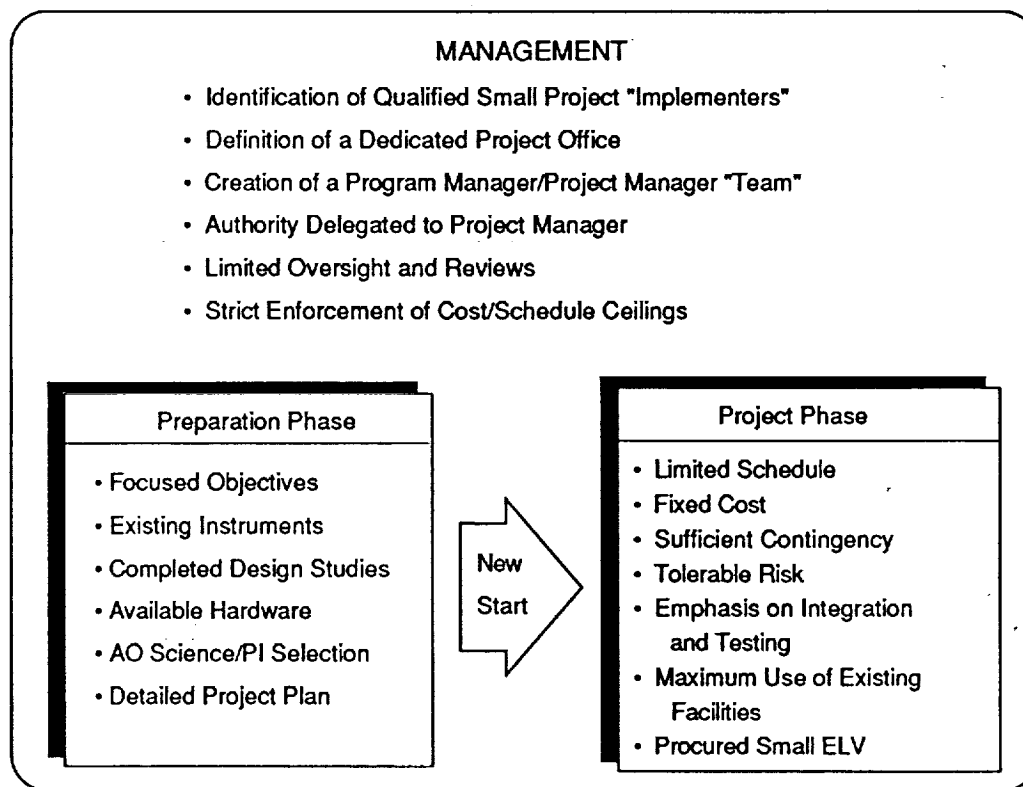 MANAGEMENT
• Identification of Qualified Small Project "Implementers"
• Definition of a Dedicated Project Office
• Creation of a Program Manager/Project Manager "Team"
• Authority Delegated to Project Manager
• Limited Oversight and Reviews
• Strict Enforcement of Cost/Schedule Ceilings
Preparation Phase
• Focused Objectives
• Existing Instruments
• Completed Design Studies
• Available Hardware
• AO Science/PI Selection
• Detailed Project Plan
New
Start
Project Phase
• Limited Schedule
• Fixed Cost
• Sufficient Contingency
• Tolerable Risk
• Emphasis on Integration
and Testing
• Maximum Use of Existing
Facilities
• Procured Small ELV